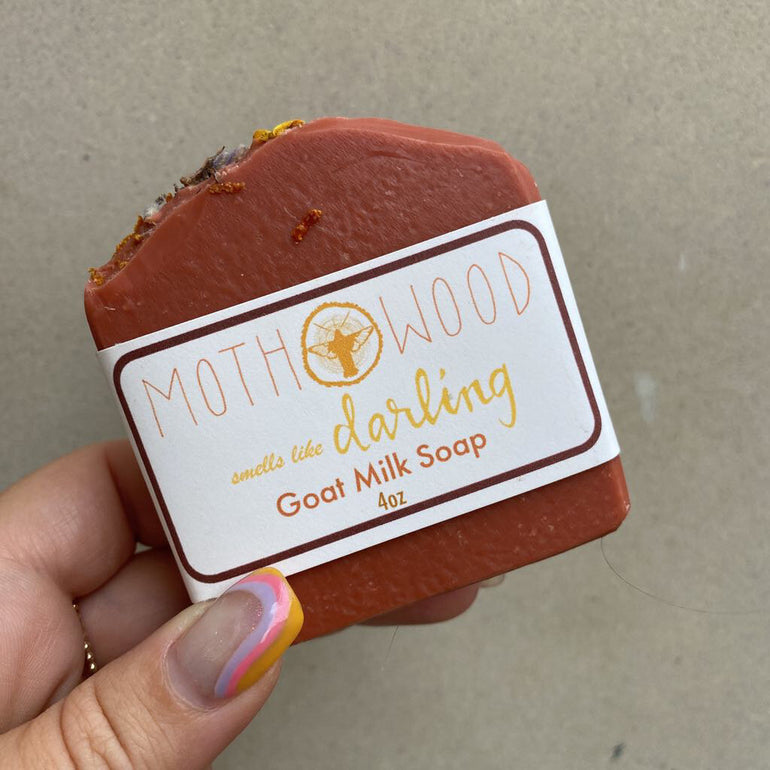 MOTH WOOD
smells like darling
Goat Milk Soap
4oz